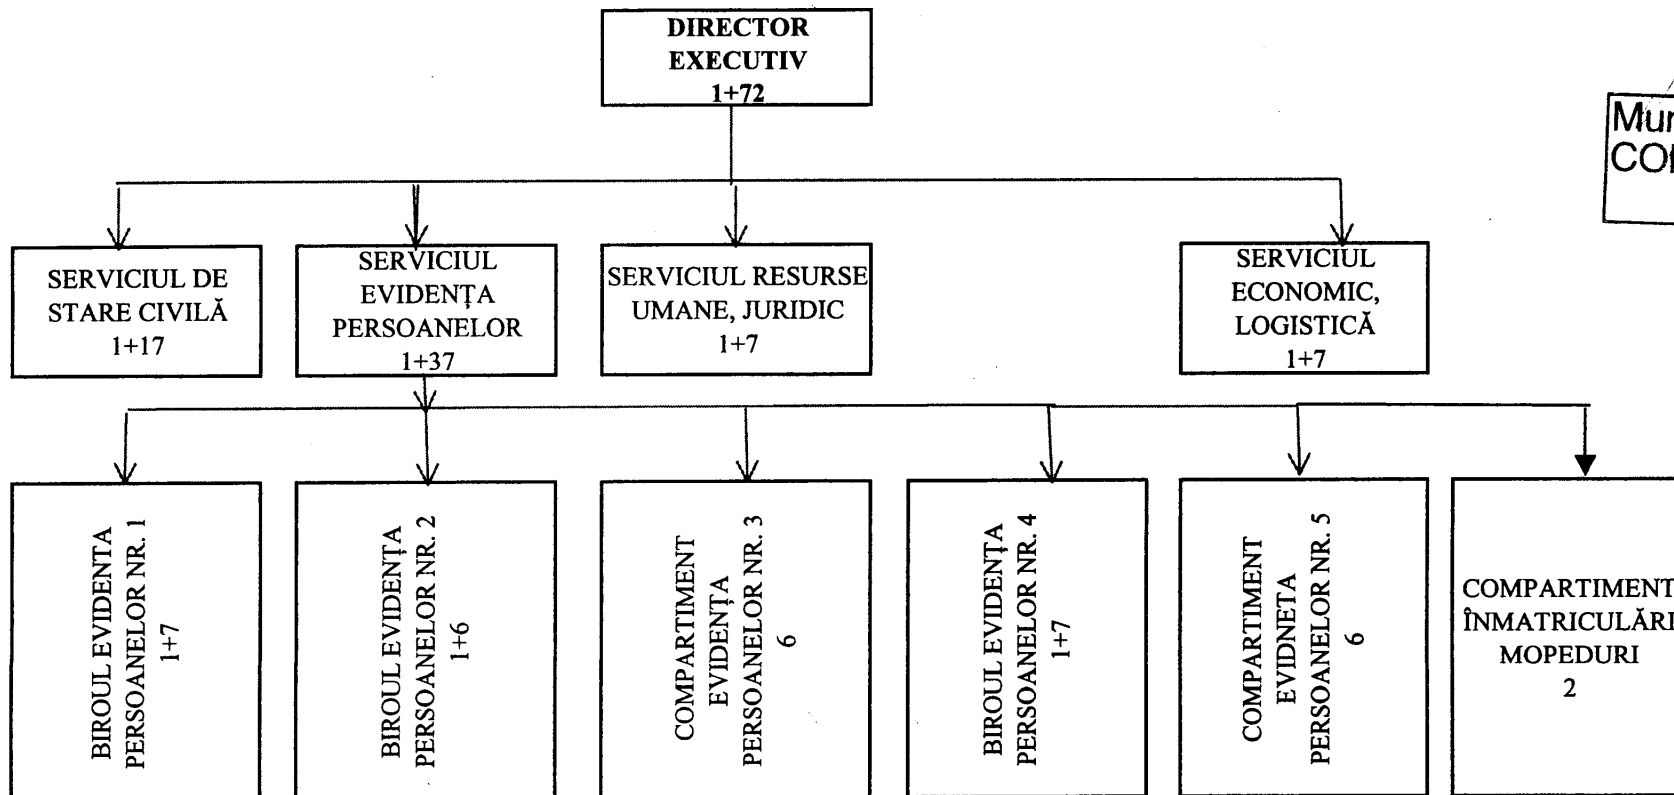 DIRECTOR
EXECUTIV
1+72
SERVICIUL DE
STARE CIVILĂ
1+17
SERVICIUL
EVIDENȚA
PERSOANELOR
1+37
SERVICIUL RESURSE
UMANE, JURIDIC
1+7
SERVICIUL
ECONOMIC,
LOGISTICĂ
1+7
BIROUL EVIDENTA
PERSOANELOR NR. 1
1+7
BIROUL EVIDENȚA
PERSOANELOR NR. 2
1+6
COMPARTIMENT
EVIDENȚA
PERSOANELOR NR. 3
6
BIROUL EVIDENȚA
PERSOANELOR NR. 4
1+7
COMPARTIMENT
EVIDNETA
PERSOANELOR NR. 5
6
COMPARTIMENT
ÎNMATRICULĂRI
MOPEDURI
2